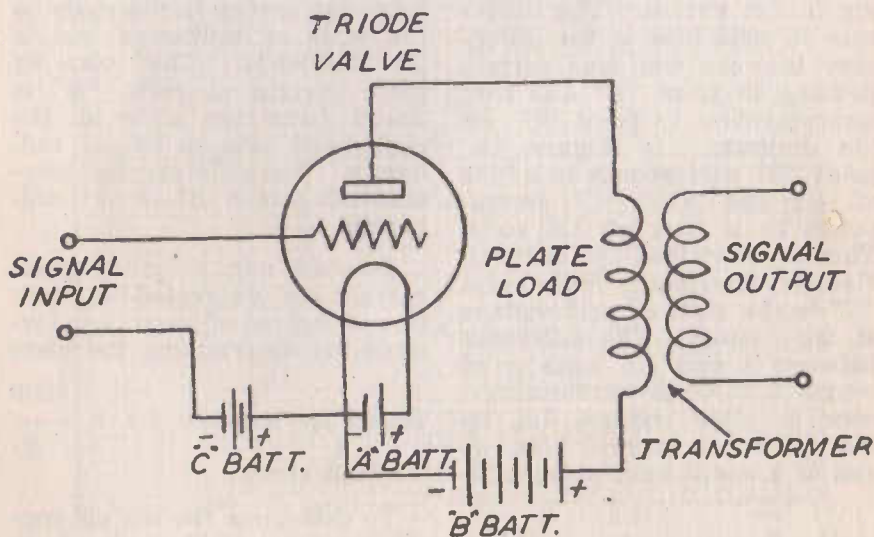 TRIODE
VALVE
SIGNAL
INPUT
PLATE
LOAD
SIGNAL
OUTPUT
- +
"C" BATT.
- +
"A" BATT.
- +
"B" BATT.
TRANSFORMER